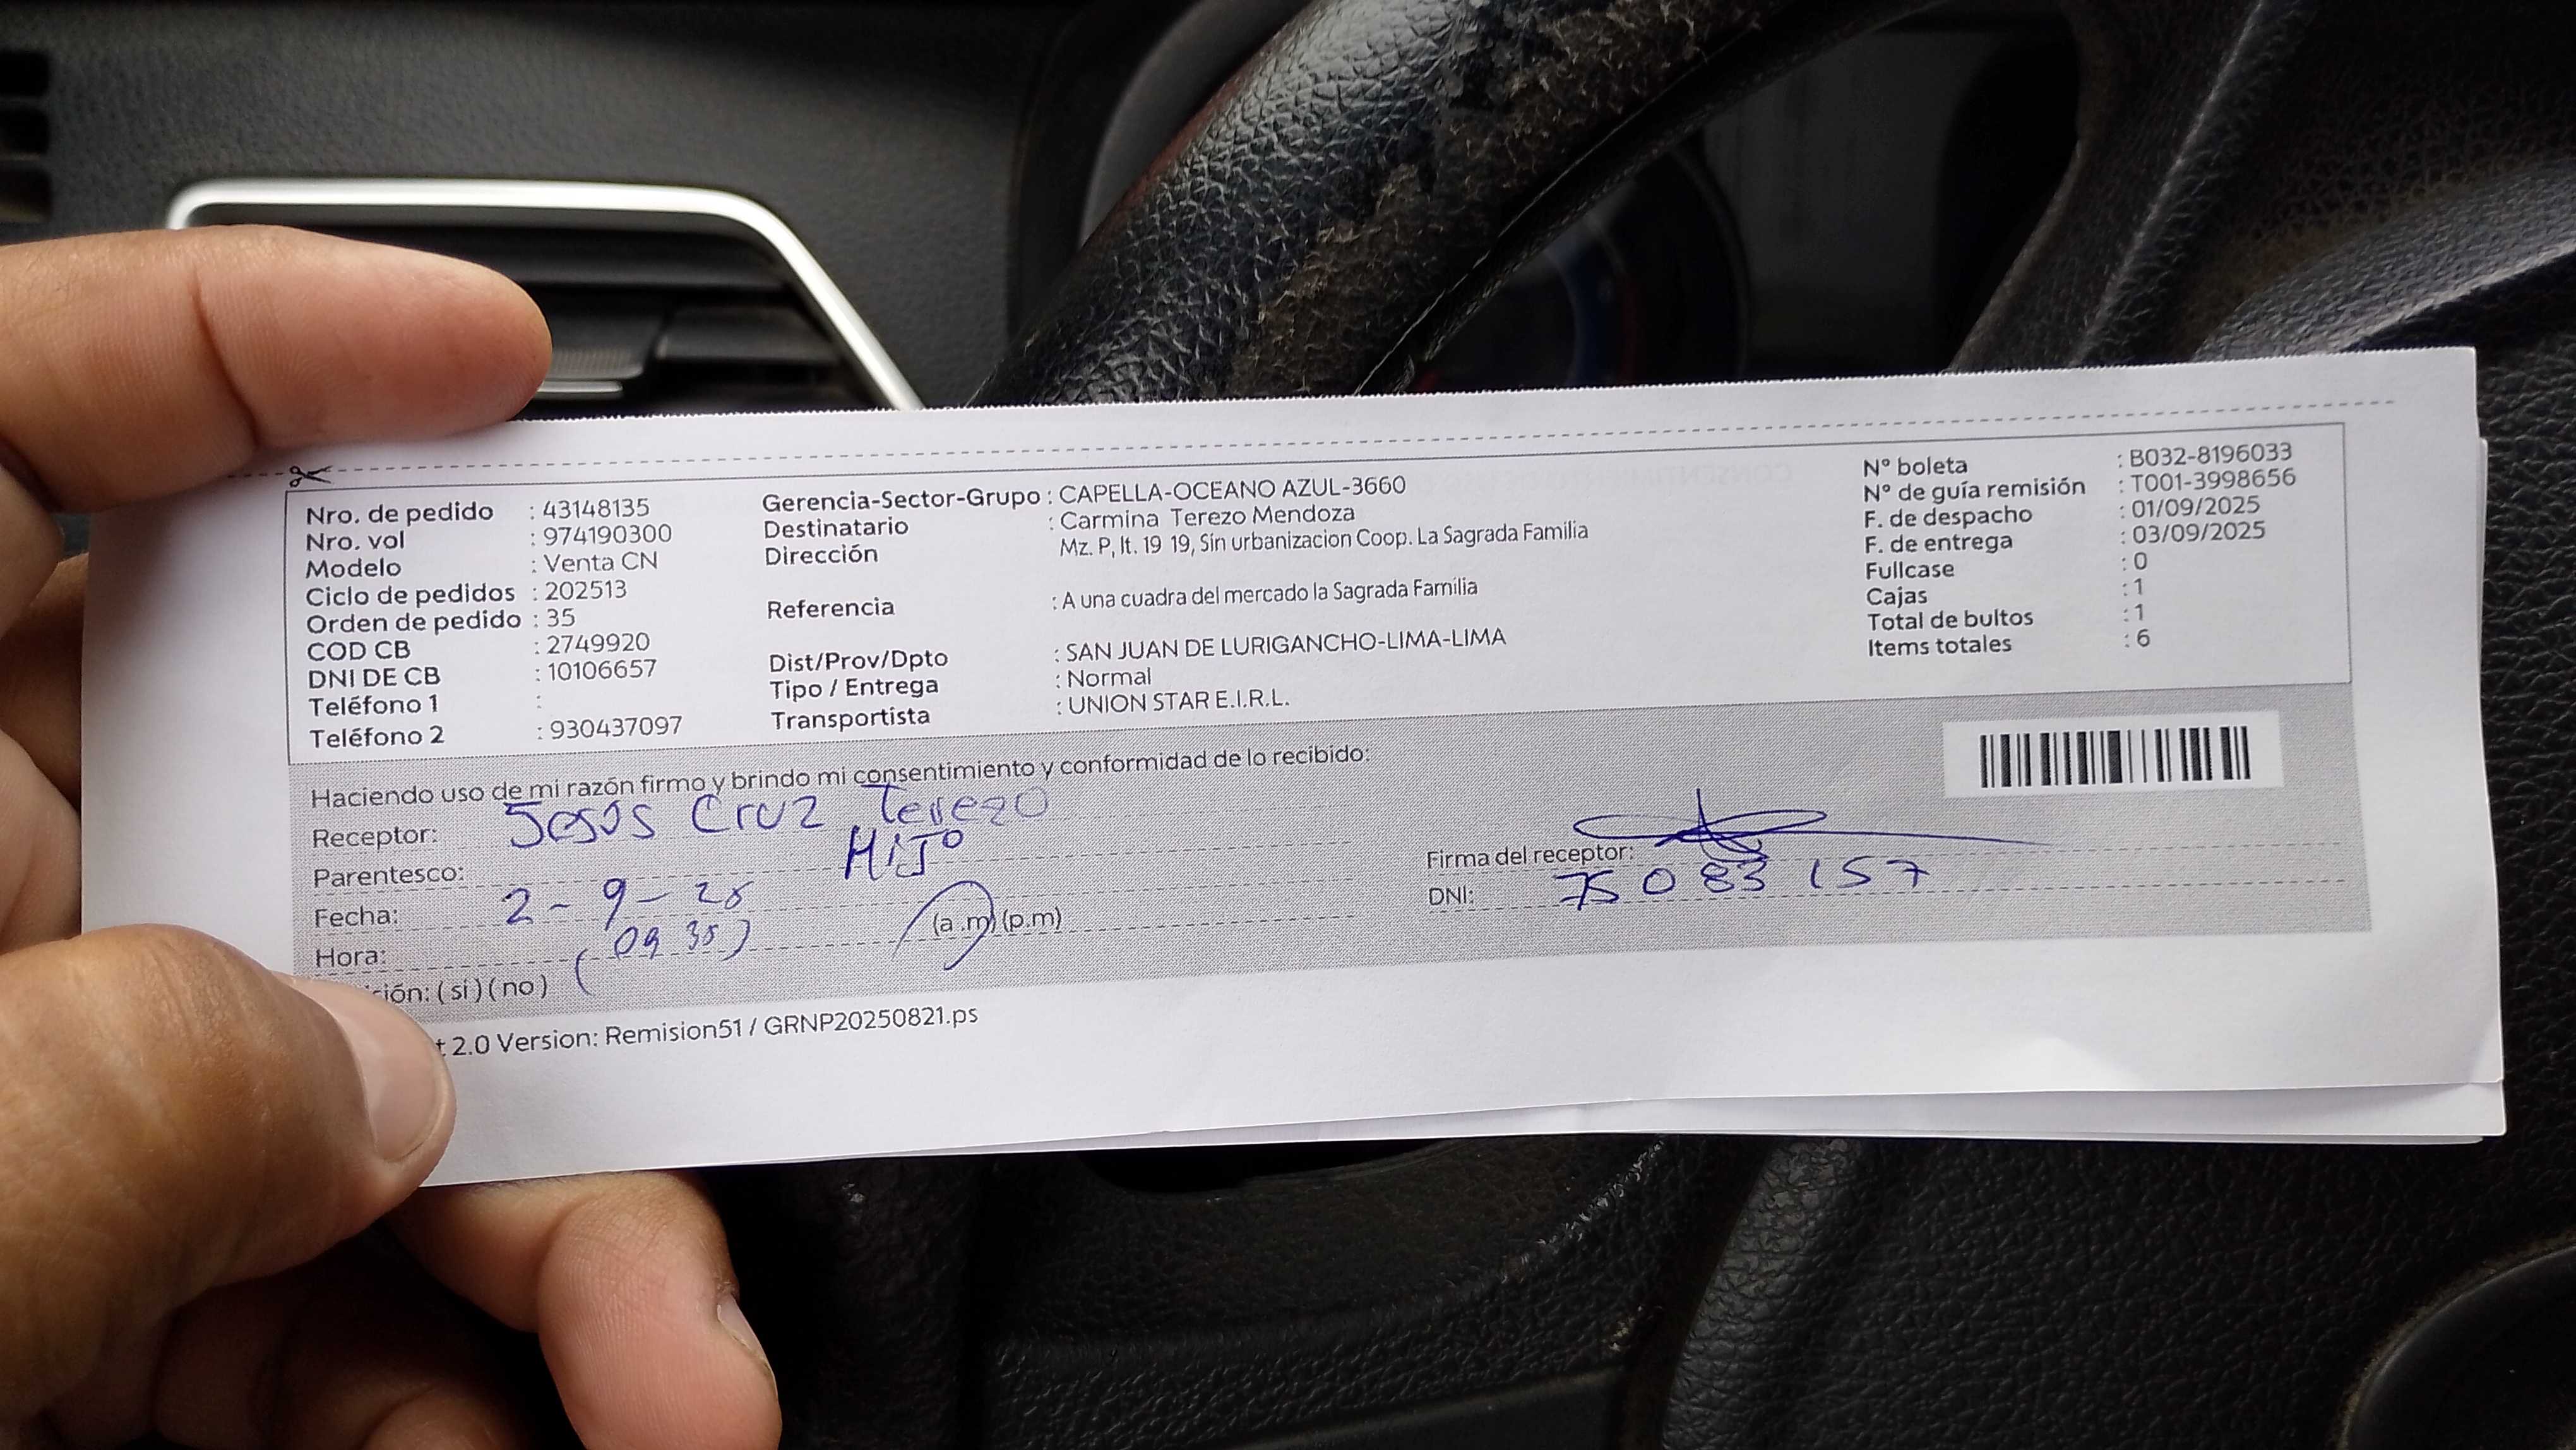 Nro. de pedido : 43148135
Nro. vol : 974190300
Modelo : Venta CN
Ciclo de pedidos : 202513
Orden de pedido : 35
COD CB : 2749920
DNI DE CB : 10106657
Teléfono 1 :
Teléfono 2 : 930437097
Gerencia-Sector-Grupo : CAPELLA-OCEANO AZUL-3660
Destinatario : Carmina Terezo Mendoza
Dirección Mz. P, lt. 19 19, Sin urbanizacion Coop. La Sagrada Familia
Referencia : A una cuadra del mercado la Sagrada Familia
Dist/Prov/Dpto : SAN JUAN DE LURIGANCHO-LIMA-LIMA
Tipo / Entrega : Normal
Transportista : UNION STAR E.I.R.L.
N° boleta : B032-8196033
N° de guía remisión : T001-3998656
F. de despacho : 01/09/2025
F. de entrega : 03/09/2025
Fullcase : 0
Cajas : 1
Total de bultos : 1
Items totales : 6
Haciendo uso de mi razón firmo y brindo mi consentimiento y conformidad de lo recibido:
Receptor: Jesus Cruz Terezo
Parentesco: HiJo
Fecha: 2-9-25
Hora: (09 35) (a.m) (p.m)
ión: (si) (no)
Firma del receptor:
DNI: 75083157
t 2.0 Version: Remision51 / GRNP20250821.ps